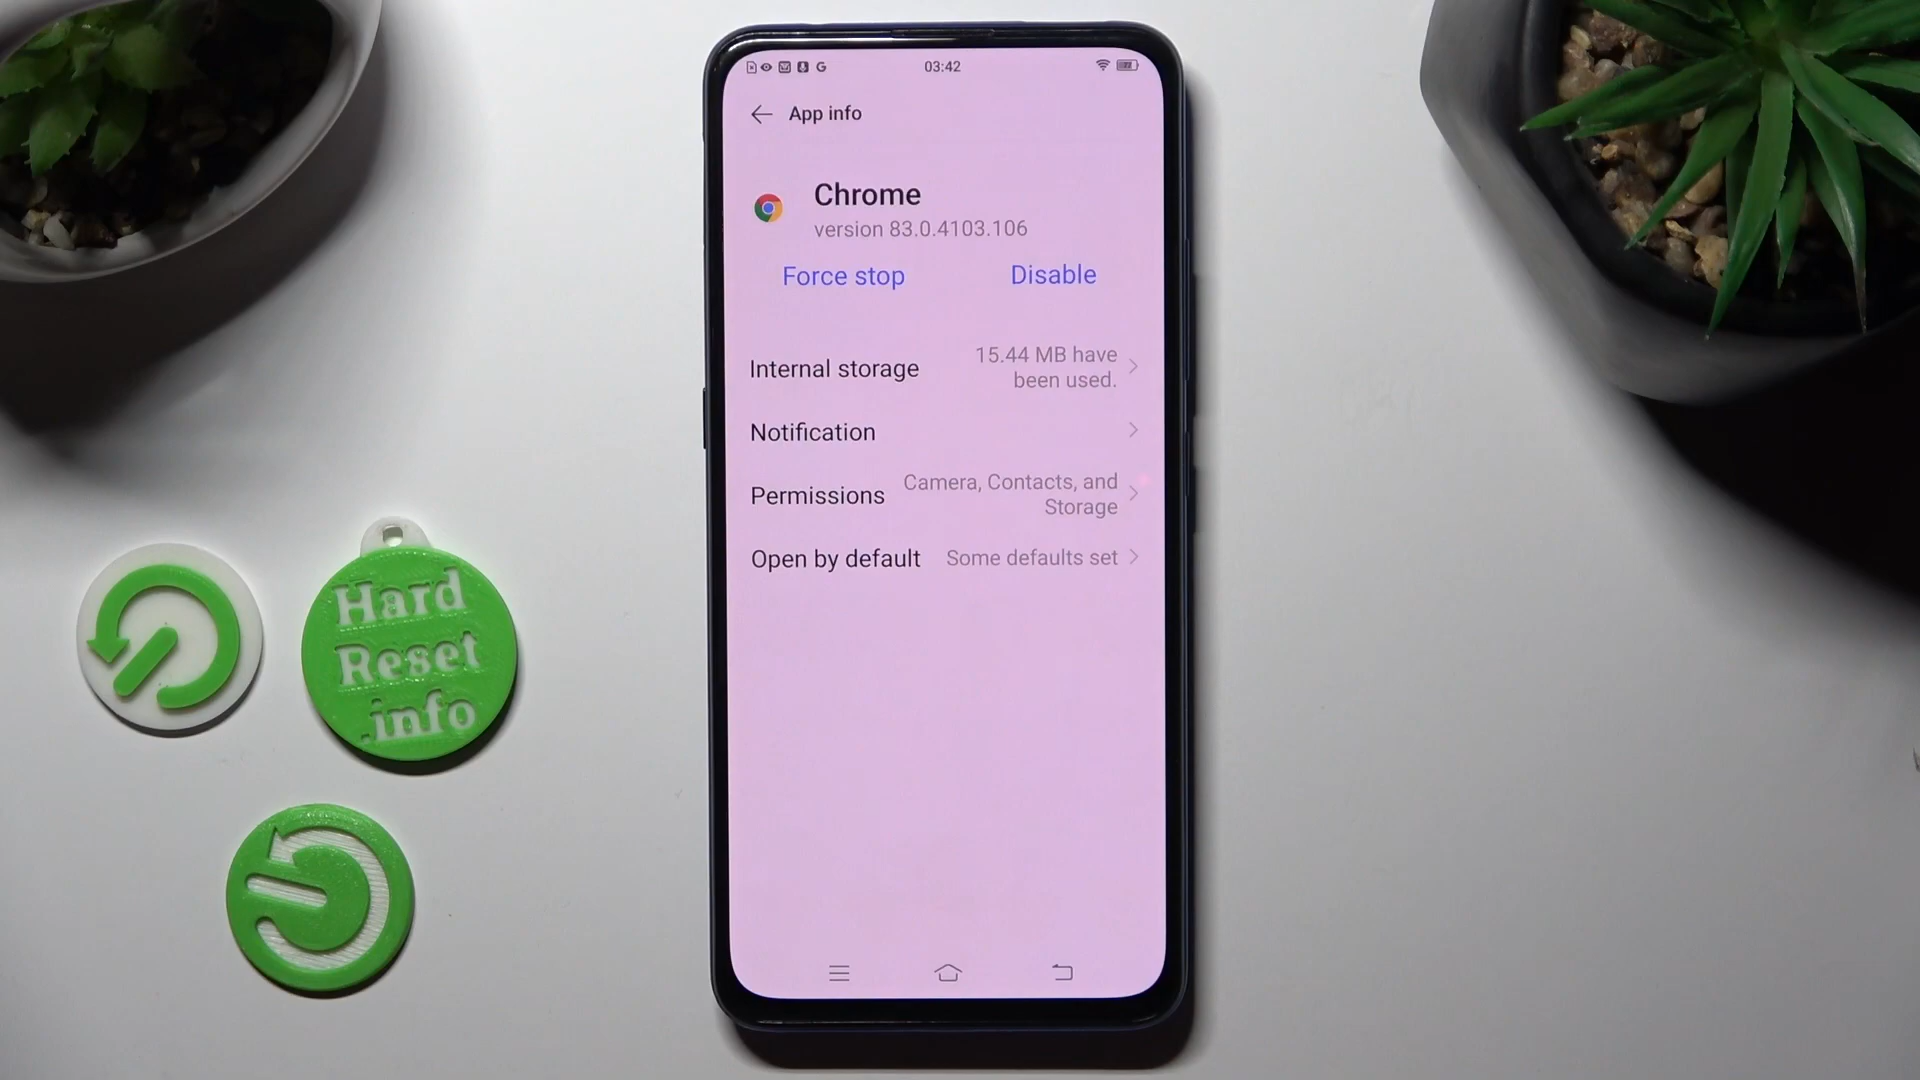 03:42
App info
Chrome
version 83.0.4103.106
Force stop
Disable
Internal storage
15.44 MB have
been used.
Notification
Permissions
Camera, Contacts, and
Storage
Open by default
Some defaults set
Hard
Reset
.info